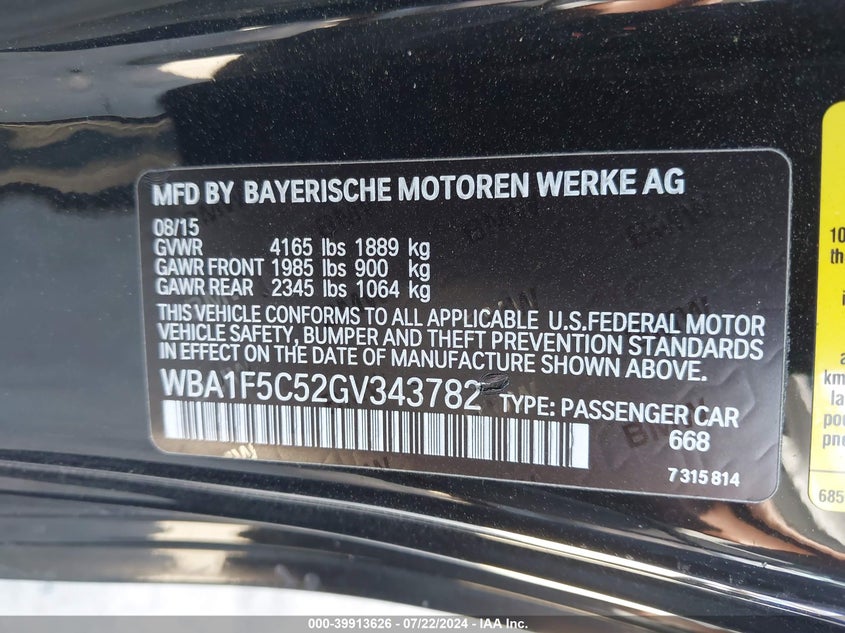 MFD BY BAYERISCHE MOTOREN WERKE AG
08/15
GVWR 4165 lbs 1889 kg
GAWR FRONT 1985 lbs 900 kg
GAWR REAR 2345 lbs 1064 kg
THIS VEHICLE CONFORMS TO ALL APPLICABLE U.S.FEDERAL MOTOR
VEHICLE SAFETY, BUMPER AND THEFT PREVENTION STANDARDS
IN EFFECT ON THE DATE OF MANUFACTURE SHOWN ABOVE.
WBA1F5C52GV343782 TYPE: PASSENGER CAR
668
7 315 814
000-39913626 - 07/22/2024 - IAAI.com